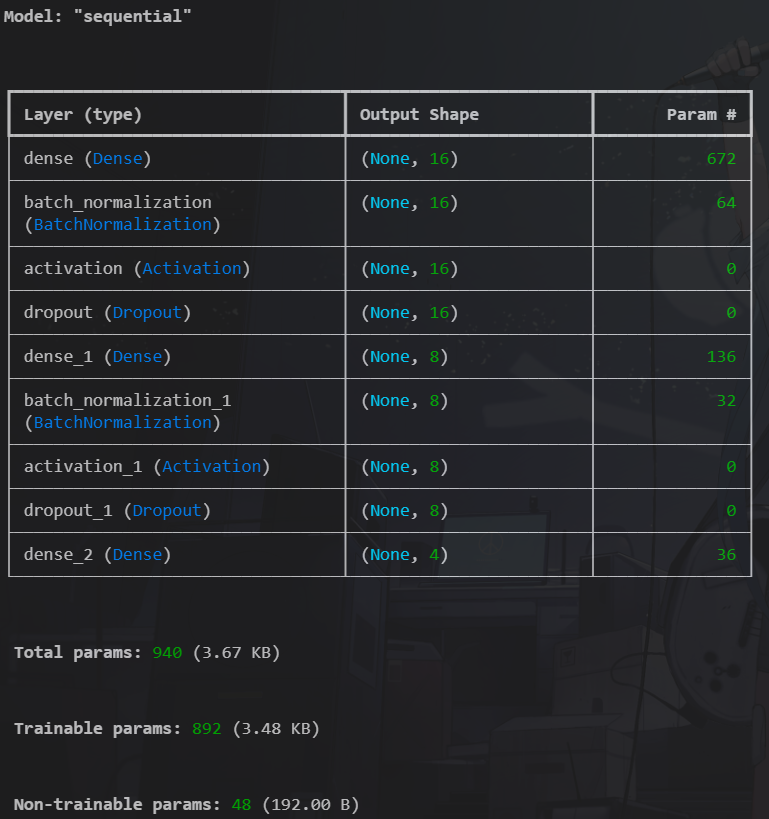 Model: "sequential"
Layer (type) Output Shape Param #
dense (Dense) (None, 16) 672
batch_normalization (None, 16) 64
(BatchNormalization)
activation (Activation) (None, 16) 0
dropout (Dropout) (None, 16) 0
dense_1 (Dense) (None, 8) 136
batch_normalization_1 (None, 8) 32
(BatchNormalization)
activation_1 (Activation) (None, 8) 0
dropout_1 (Dropout) (None, 8) 0
dense_2 (Dense) (None, 4) 36
Total params: 940 (3.67 KB)
Trainable params: 892 (3.48 KB)
Non-trainable params: 48 (192.00 B)